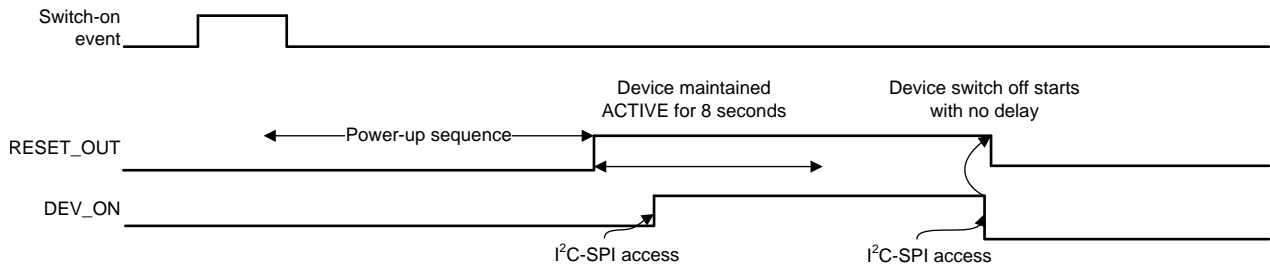 Switch-on
event
Device maintained
ACTIVE for 8 seconds
Device switch off starts
with no delay
Power-up sequence
RESET_OUT
DEV_ON
I²C-SPI access
I²C-SPI access